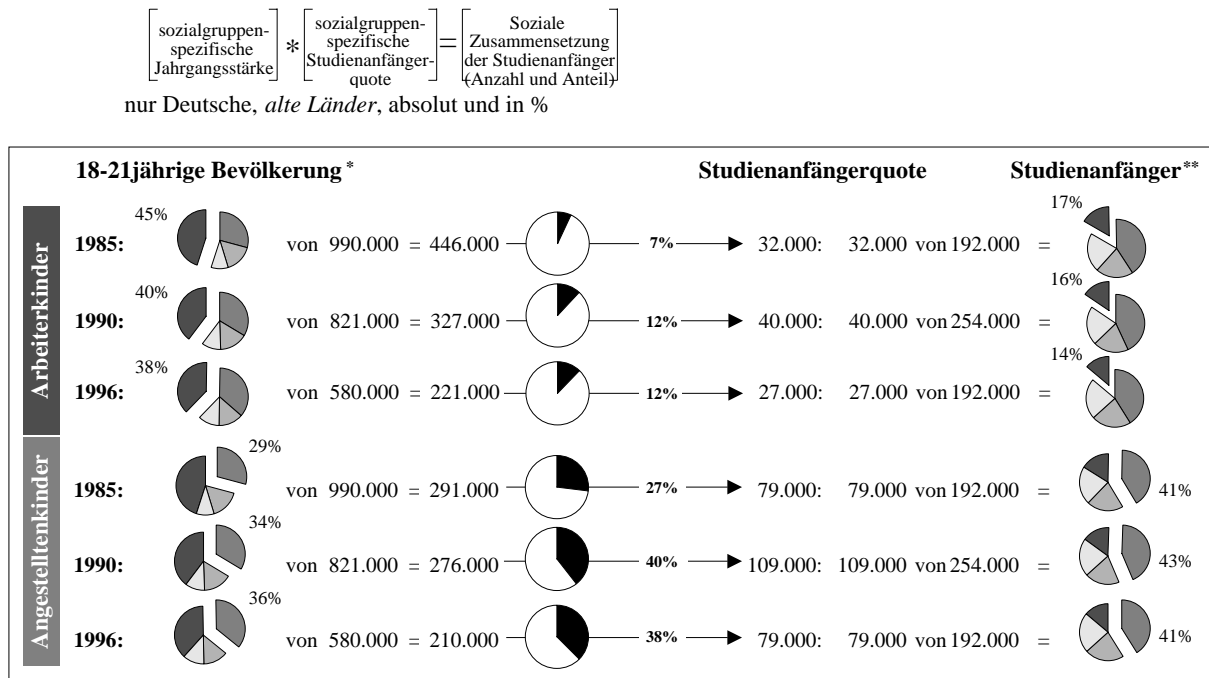 sozialgruppen-
spezifische
Jahrgangsstärke
*
sozialgruppen-
spezifische
Studienanfänger-
quote
=
Soziale
Zusammensetzung
der Studienanfänger
(Anzahl und Anteil)
nur Deutsche, alte Länder, absolut und in %
18-21jährige Bevölkerung * Studienanfängerquote Studienanfänger**
Arbeiterkinder
45% 17%
1985: von 990.000 = 446.000 7% 32.000: 32.000 von 192.000 =
40% 16%
1990: von 821.000 = 327.000 12% 40.000: 40.000 von 254.000 =
38% 14%
1996: von 580.000 = 221.000 12% 27.000: 27.000 von 192.000 =
Angestelltenkinder
29%
1985: von 990.000 = 291.000 27% 79.000: 79.000 von 192.000 = 41%
34%
1990: von 821.000 = 276.000 40% 109.000: 109.000 von 254.000 = 43%
36%
1996: von 580.000 = 210.000 38% 79.000: 79.000 von 192.000 = 41%